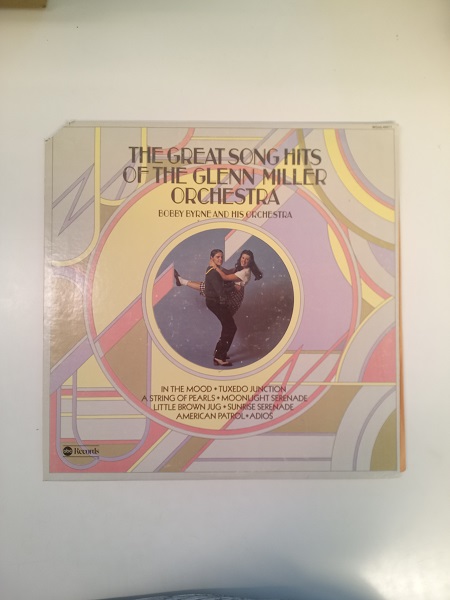 THE GREAT SONG HITS
OF THE GLENN MILLER
ORCHESTRA
BOBBY BYRNE AND HIS ORCHESTRA
IN THE MOOD • TUXEDO JUNCTION
A STRING OF PEARLS • MOONLIGHT SERENADE
LITTLE BROWN JUG • SUNRISE SERENADE
AMERICAN PATROL • ADIOS
abc Records